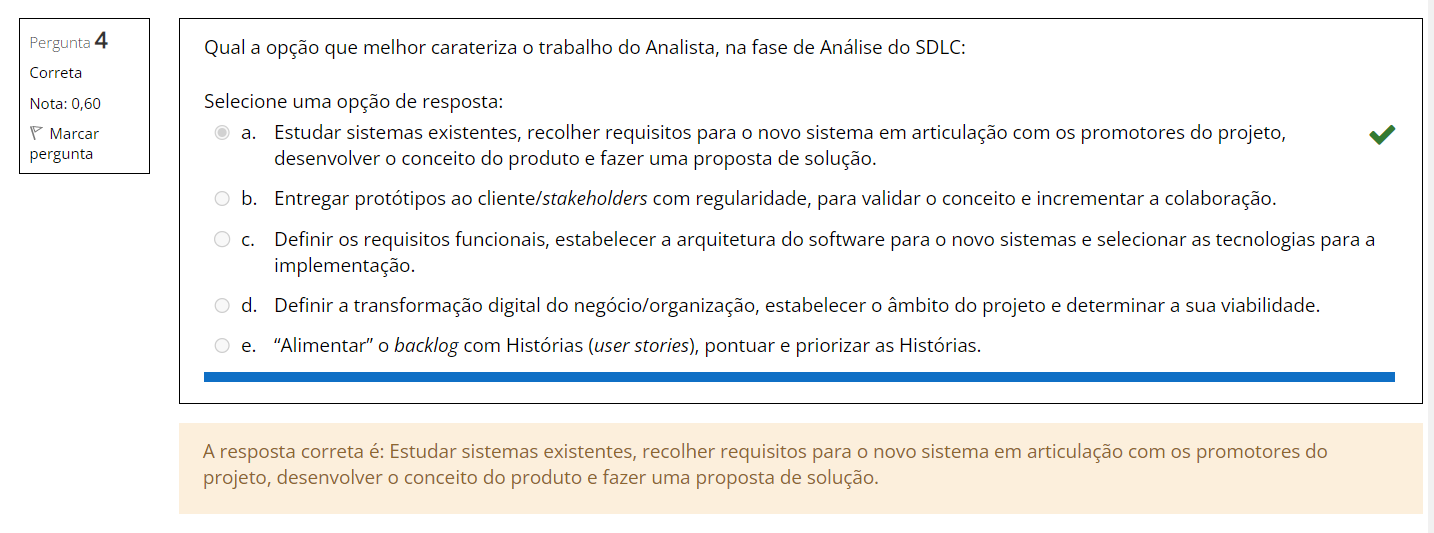 Pergunta 4
Correta
Nota: 0,60
Marcar
pergunta
Qual a opção que melhor carateriza o trabalho do Analista, na fase de Análise do SDLC:
Selecione uma opção de resposta:
a. Estudar sistemas existentes, recolher requisitos para o novo sistema em articulação com os promotores do projeto,
desenvolver o conceito do produto e fazer uma proposta de solução.
b. Entregar protótipos ao cliente/stakeholders com regularidade, para validar o conceito e incrementar a colaboração.
c. Definir os requisitos funcionais, estabelecer a arquitetura do software para o novo sistemas e selecionar as tecnologias para a
implementação.
d. Definir a transformação digital do negócio/organização, estabelecer o âmbito do projeto e determinar a sua viabilidade.
e. “Alimentar” o backlog com Histórias (user stories), pontuar e priorizar as Histórias.
A resposta correta é: Estudar sistemas existentes, recolher requisitos para o novo sistema em articulação com os promotores do
projeto, desenvolver o conceito do produto e fazer uma proposta de solução.